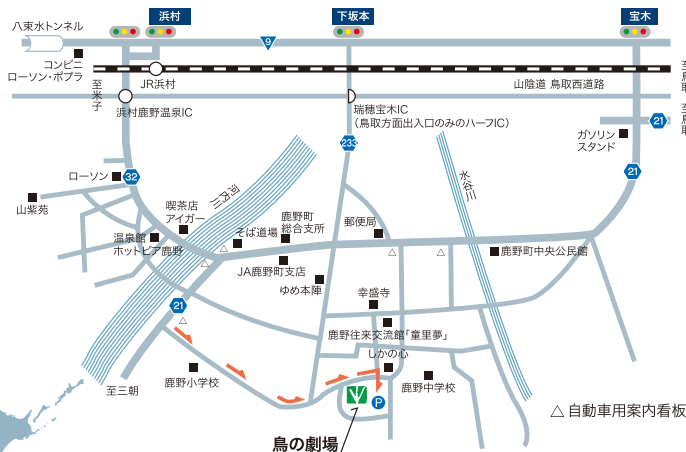 浜村
下坂本
宝木
八束水トンネル
9
コンビニ
ローソン・ポプラ
JR浜村
至米子
浜村鹿野温泉IC
山陰道 鳥取西道路
瑞穂宝木IC
（鳥取方面出入口のみのハーフIC）
21
ガソリン
スタンド
233
21
32
ローソン
山紫苑
河内川
水谷川
喫茶店
アイガー
温泉館
ホットピア鹿野
そば道場
鹿野町
総合支所
郵便局
△
△
△
△
JA鹿野町支店
ゆめ本陣
鹿野町中央公民館
21
△
幸盛寺
鹿野往来交流館「童里夢」
しかの心
鹿野小学校
鹿野中学校
至三朝
P
鳥の劇場
△自動車用案内看板